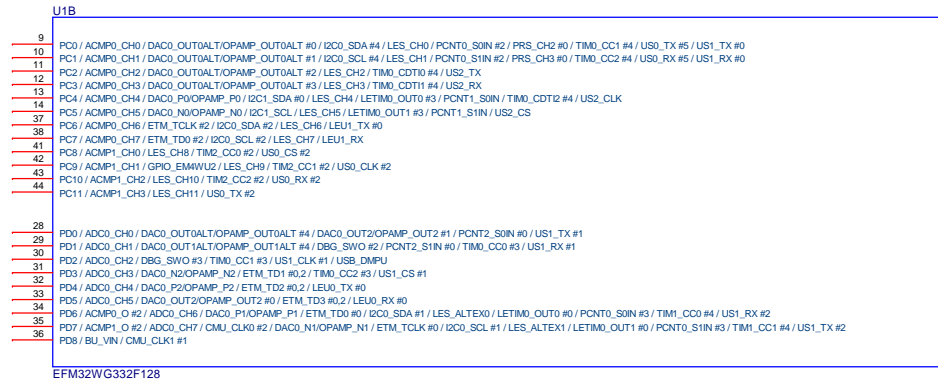 U1B
9 PC0 / ACMP0_CH0 / DAC0_OUT0ALT/OPAMP_OUT0ALT #0 / I2C0_SDA #4 / LES_CH0 / PCNT0_S0IN #2 / PRS_CH2 #0 / TIM0_CC1 #4 / US0_TX #5 / US1_TX #0
10 PC1 / ACMP0_CH1 / DAC0_OUT0ALT/OPAMP_OUT0ALT #1 / I2C0_SCL #4 / LES_CH1 / PCNT0_S1IN #2 / PRS_CH3 #0 / TIM0_CC2 #4 / US0_RX #5 / US1_RX #0
11 PC2 / ACMP0_CH2 / DAC0_OUT0ALT/OPAMP_OUT0ALT #2 / LES_CH2 / TIM0_CDTI0 #4 / US2_TX
12 PC3 / ACMP0_CH3 / DAC0_OUT0ALT/OPAMP_OUT0ALT #3 / LES_CH3 / TIM0_CDTI1 #4 / US2_RX
13 PC4 / ACMP0_CH4 / DAC0_P0/OPAMP_P0 / I2C1_SDA #0 / LES_CH4 / LETIM0_OUT0 #3 / PCNT1_S0IN / TIM0_CDTI2 #4 / US2_CLK
14 PC5 / ACMP0_CH5 / DAC0_N0/OPAMP_N0 / I2C1_SCL / LES_CH5 / LETIM0_OUT1 #3 / PCNT1_S1IN / US2_CS
37 PC6 / ACMP0_CH6 / ETM_TCLK #2 / I2C0_SDA #2 / LES_CH6 / LEU1_TX #0
38 PC7 / ACMP0_CH7 / ETM_TD0 #2 / I2C0_SCL #2 / LES_CH7 / LEU1_RX
41 PC8 / ACMP1_CH0 / LES_CH8 / TIM2_CC0 #2 / US0_CS #2
42 PC9 / ACMP1_CH1 / GPIO_EM4WU2 / LES_CH9 / TIM2_CC1 #2 / US0_CLK #2
43 PC10 / ACMP1_CH2 / LES_CH10 / TIM2_CC2 #2 / US0_RX #2
44 PC11 / ACMP1_CH3 / LES_CH11 / US0_TX #2
28 PD0 / ADC0_CH0 / DAC0_OUT0ALT/OPAMP_OUT0ALT #4 / DAC0_OUT2/OPAMP_OUT2 #1 / PCNT2_S0IN #0 / US1_TX #1
29 PD1 / ADC0_CH1 / DAC0_OUT1ALT/OPAMP_OUT1ALT #4 / DBG_SWO #2 / PCNT2_S1IN #0 / TIM0_CC0 #3 / US1_RX #1
30 PD2 / ADC0_CH2 / DBG_SWO #3 / TIM0_CC1 #3 / US1_CLK #1 / USB_DMPU
31 PD3 / ADC0_CH3 / DAC0_N2/OPAMP_N2 / ETM_TD1 #0,2 / TIM0_CC2 #3 / US1_CS #1
32 PD4 / ADC0_CH4 / DAC0_P2/OPAMP_P2 / ETM_TD2 #0,2 / LEU0_TX #0
33 PD5 / ADC0_CH5 / DAC0_OUT2/OPAMP_OUT2 #0 / ETM_TD3 #0,2 / LEU0_RX #0
34 PD6 / ACMP0_O #2 / ADC0_CH6 / DAC0_P1/OPAMP_P1 / ETM_TD0 #0 / I2C0_SDA #1 / LES_ALTEX0 / LETIM0_OUT0 #0 / PCNT0_S0IN #3 / TIM1_CC0 #4 / US1_RX #2
35 PD7 / ACMP1_O #2 / ADC0_CH7 / CMU_CLK0 #2 / DAC0_N1/OPAMP_N1 / ETM_TCLK #0 / I2C0_SCL #1 / LES_ALTEX1 / LETIM0_OUT1 #0 / PCNT0_S1IN #3 / TIM1_CC1 #4 / US1_TX #2
36 PD8 / BU_VIN / CMU_CLK1 #1
EFM32WG332F128